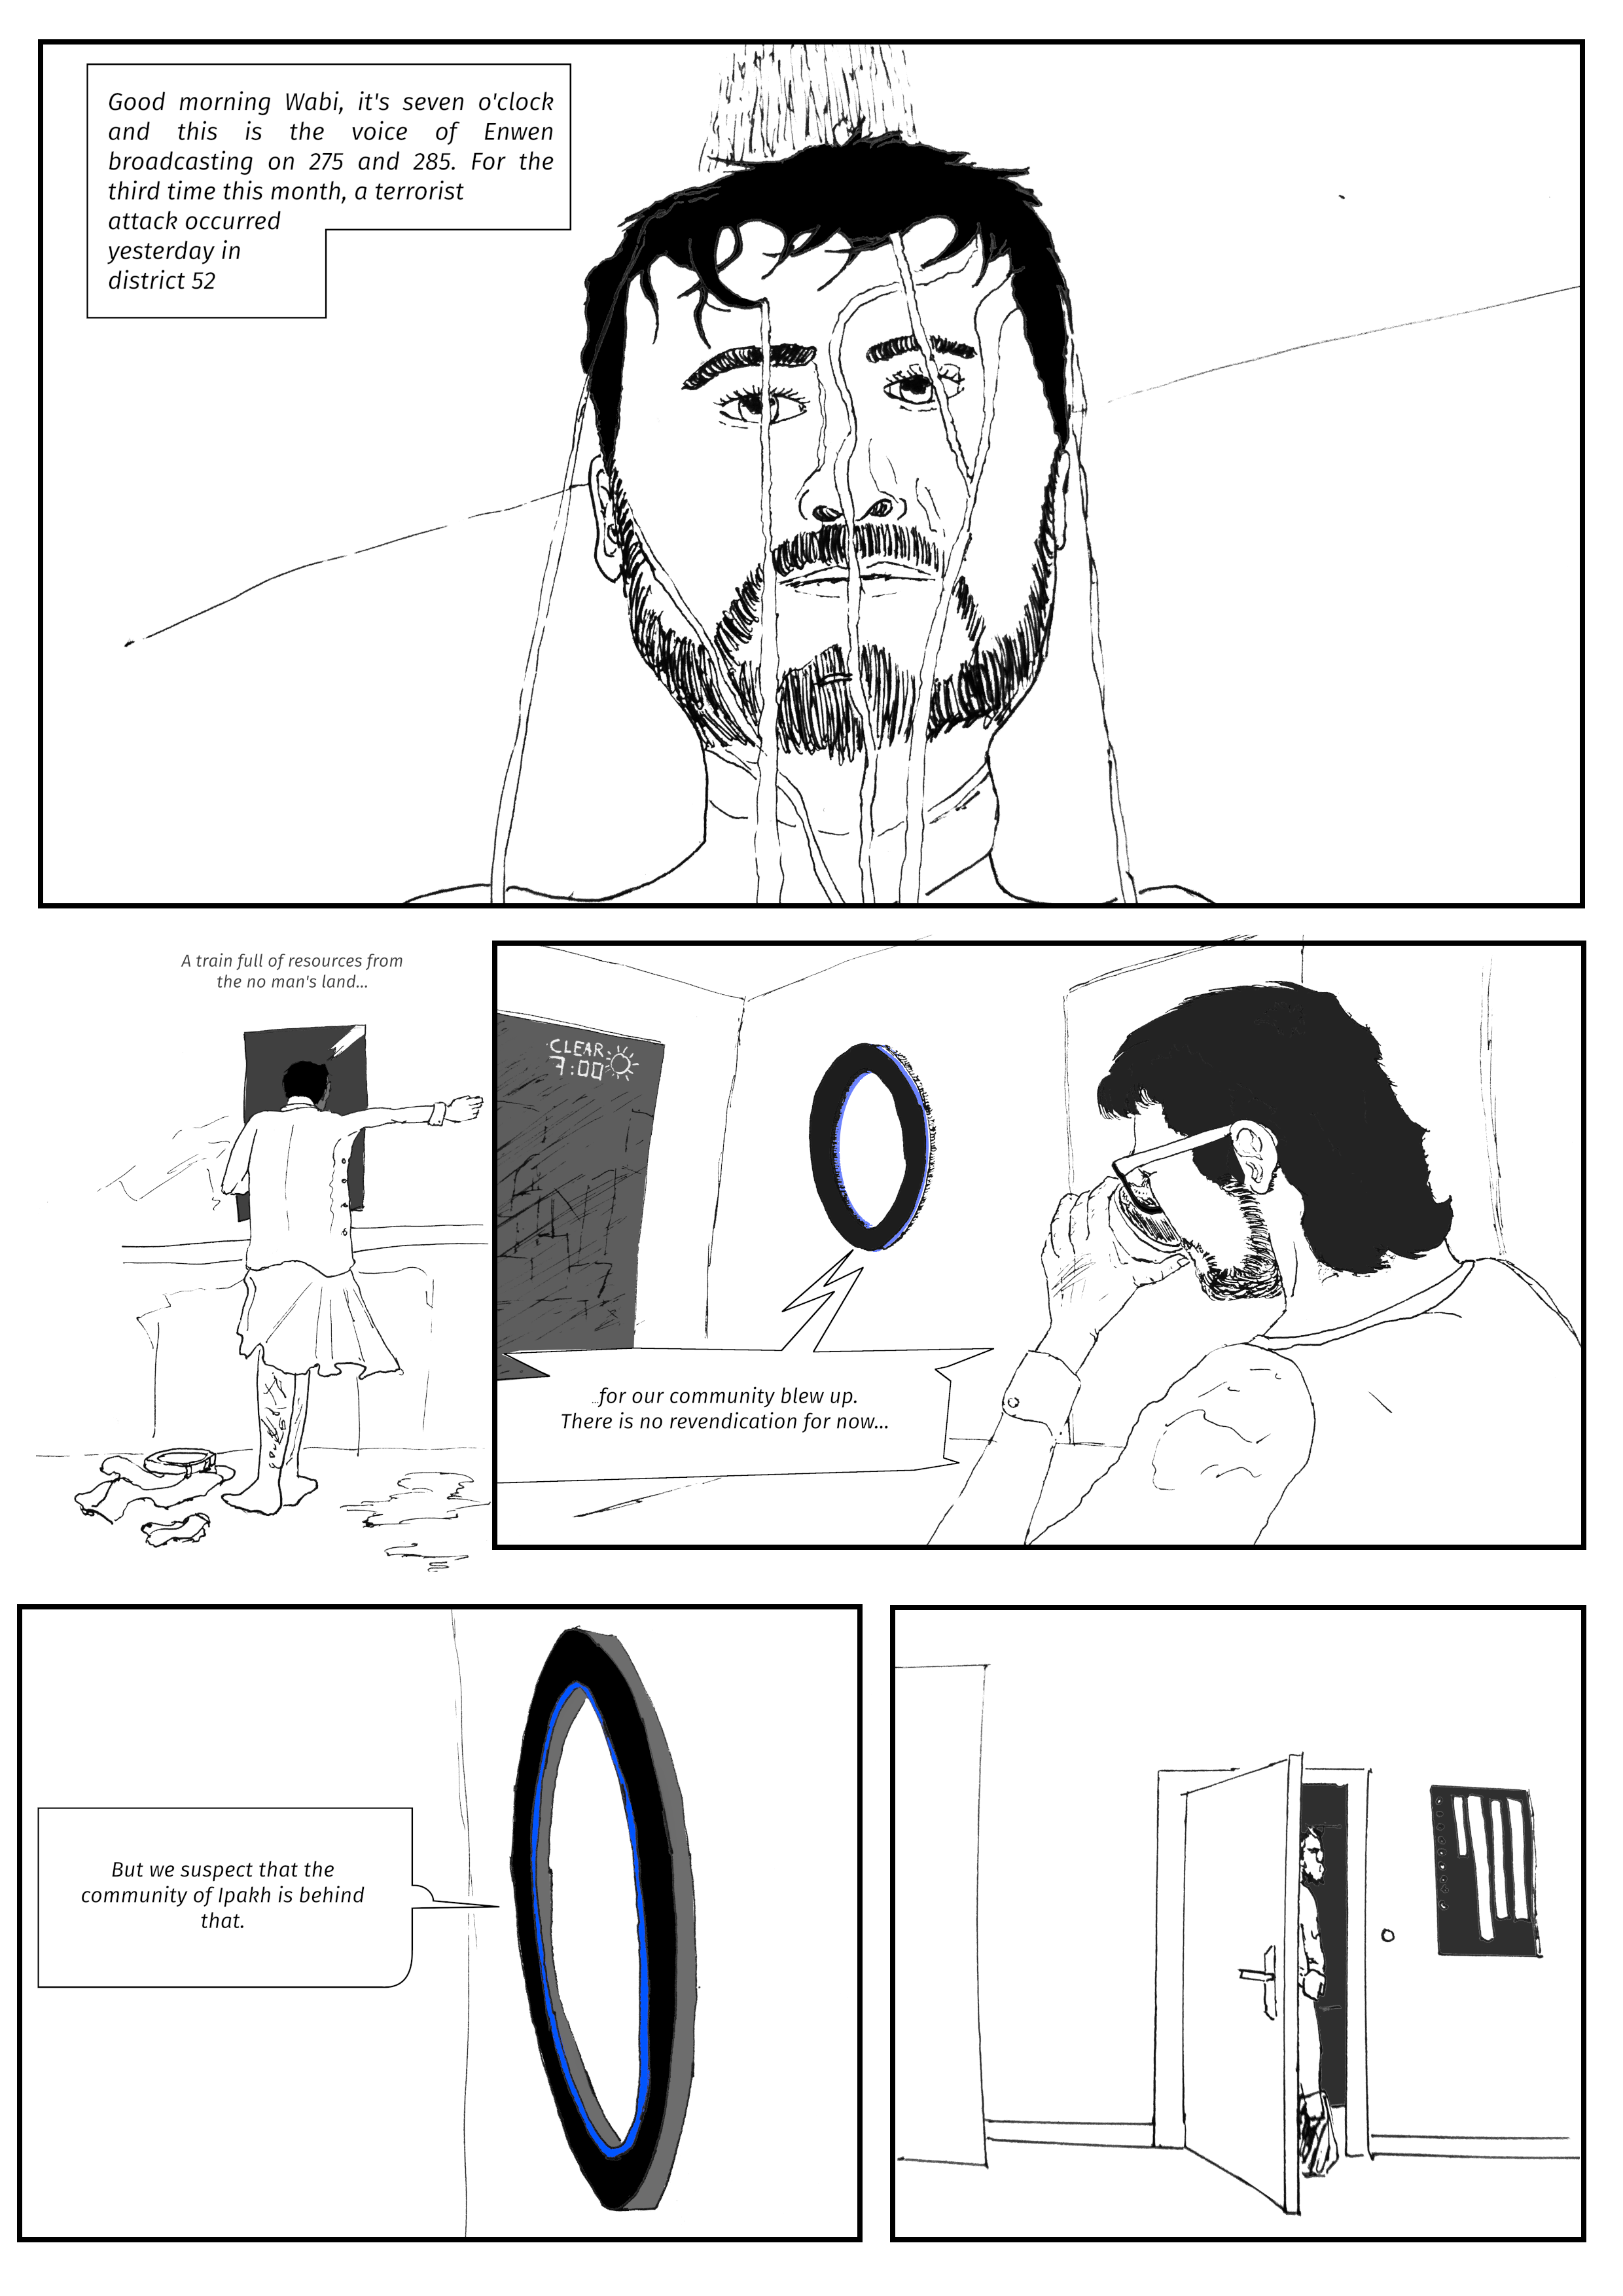 Good morning Wabi, it's seven o'clock
and this is the voice of Enwen
broadcasting on 275 and 285. For the
third time this month, a terrorist
attack occurred
yesterday in
district 52
A train full of resources from
the no man's land...
CLEAR
7:00
...for our community blew up.
There is no revendication for now...
But we suspect that the
community of Ipakh is behind
that.